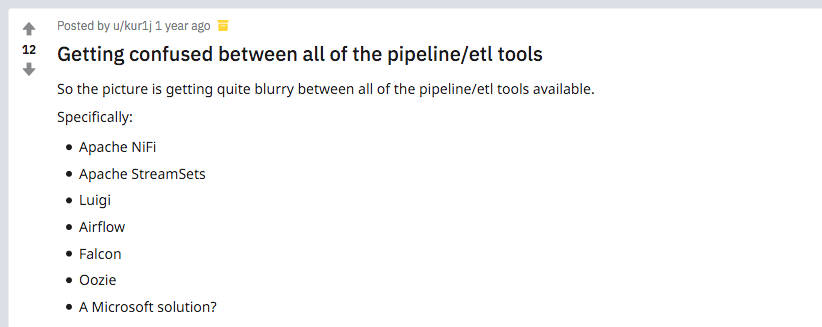 Posted by u/kur1j 1 year ago
12
Getting confused between all of the pipeline/etl tools
So the picture is getting quite blurry between all of the pipeline/etl tools available.
Specifically:
Apache NiFi
Apache StreamSets
Luigi
Airflow
Falcon
Oozie
A Microsoft solution?